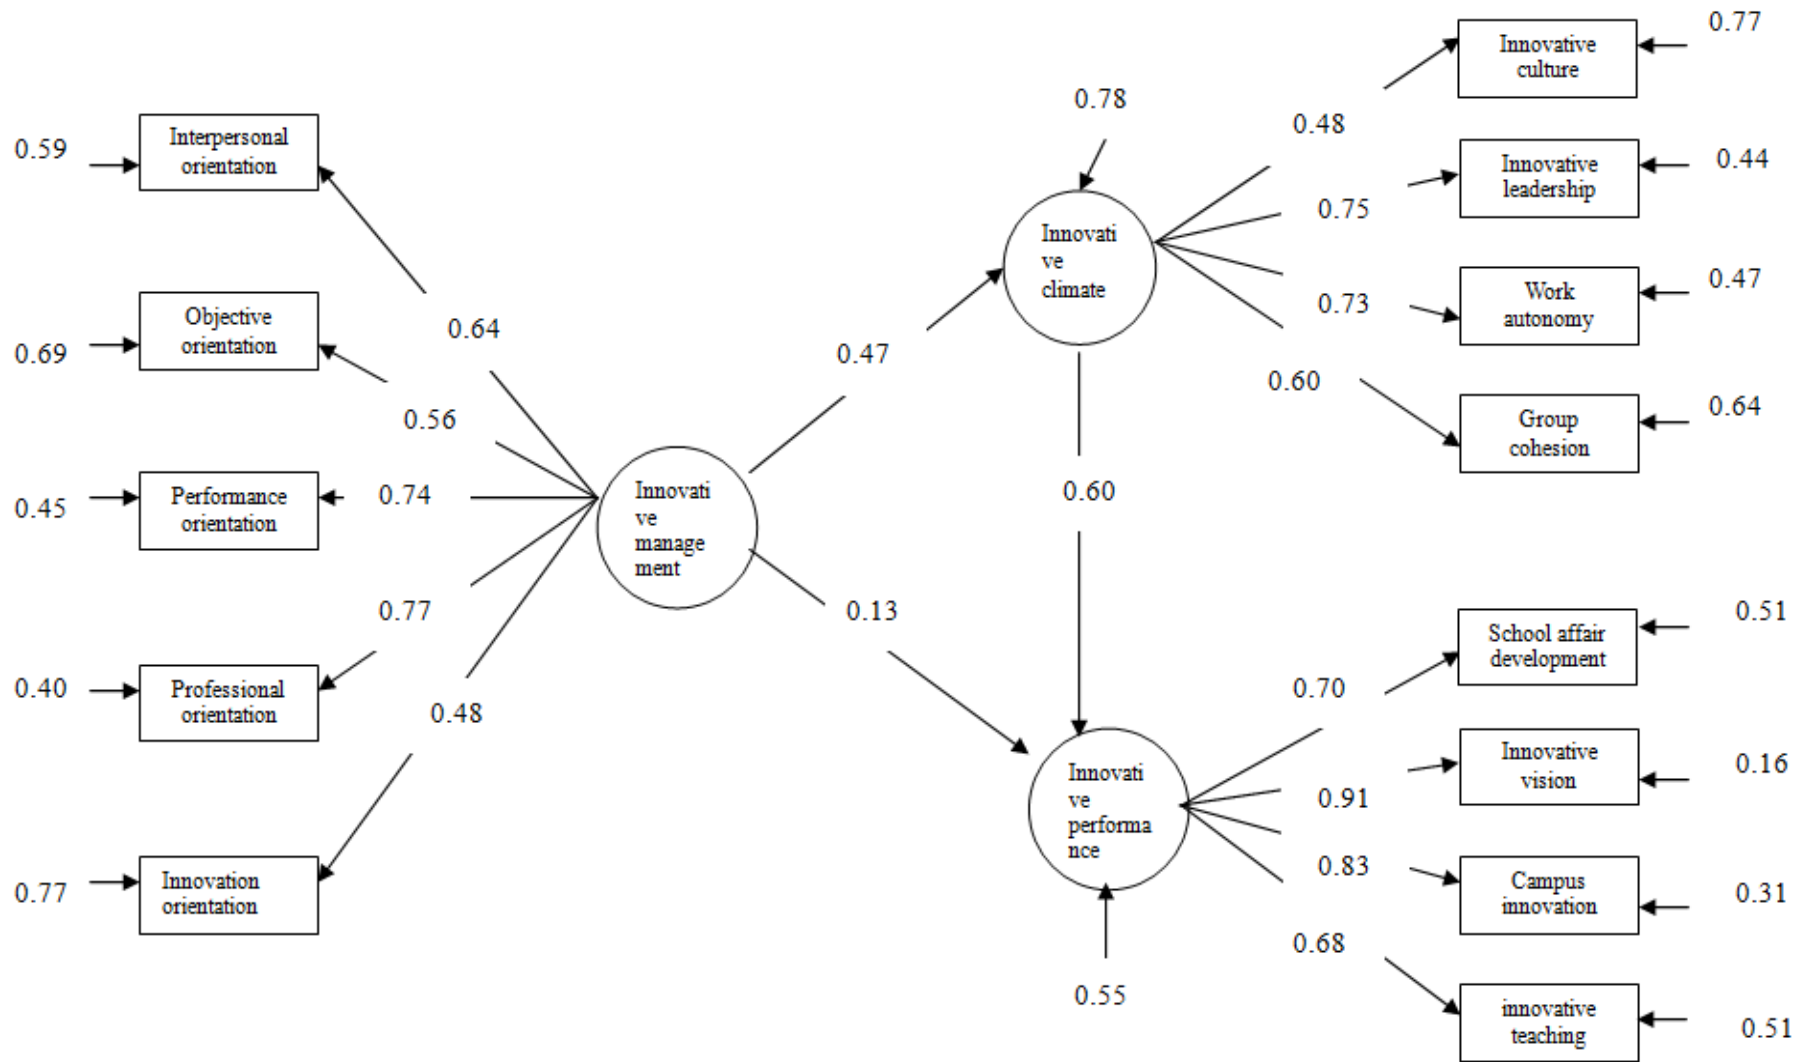 0.77
Innovative
culture
0.78
0.48
Interpersonal
orientation
0.59
Innovative
leadership
0.44
0.75
Innovati
ve
climate
Work
autonomy
0.47
0.73
Objective
orientation
0.69
0.64
0.47
0.60
Group
cohesion
0.64
0.56
Performance
orientation
0.45
0.74
Innovati
ve
manage
ment
0.60
0.77
0.13
School affair
development
0.51
0.40
Professional
orientation
0.48
0.70
Innovative
vision
0.16
Innovati
ve
performa
nce
0.91
0.83
0.77
Innovation
orientation
Campus
innovation
0.31
0.68
0.55
innovative
teaching
0.51